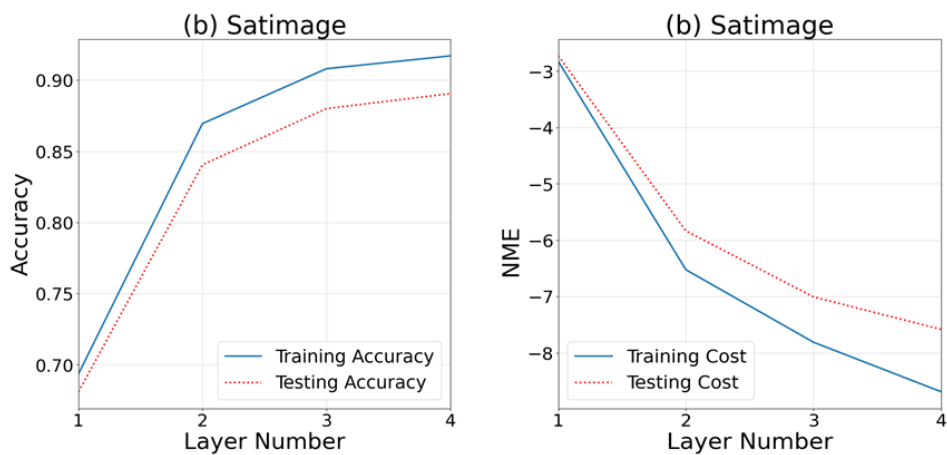 (b) Satimage
Accuracy
0.90
0.85
0.80
0.75
0.70
Training Accuracy
Testing Accuracy
1 2 3 4
Layer Number
(b) Satimage
NME
−3
−4
−5
−6
−7
−8
Training Cost
Testing Cost
1 2 3 4
Layer Number